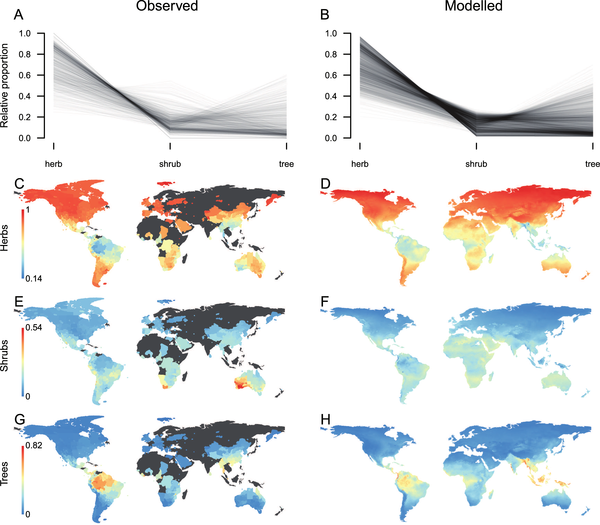 Observed
Modelled
A
B
Relative proportion
1.0
0.8
0.6
0.4
0.2
0.0
herb
shrub
tree
1.0
0.8
0.6
0.4
0.2
0.0
herb
shrub
tree
C
D
Herbs
1
0.14
E
F
Shrubs
0.54
0
G
H
Trees
0.82
0